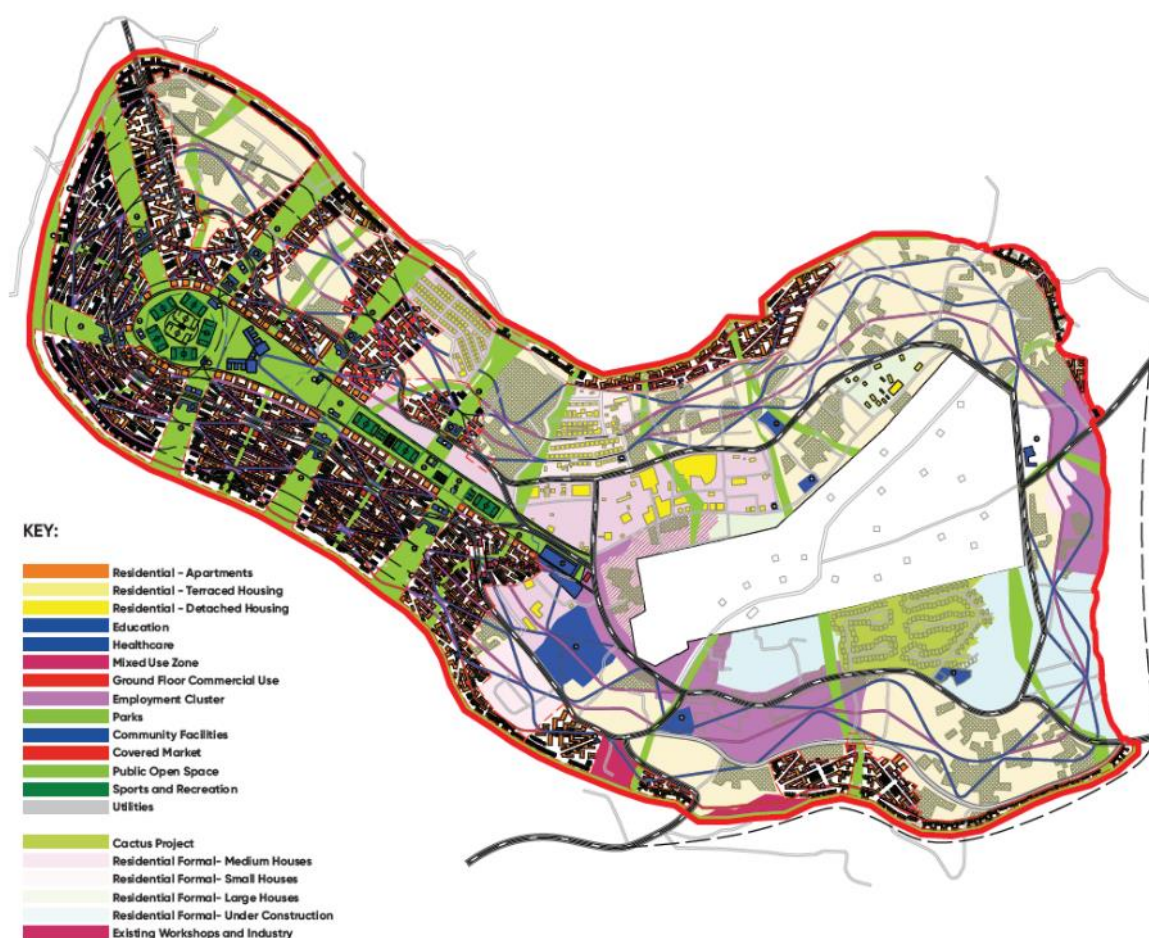 KEY:
Residential - Apartments
Residential - Terraced Housing
Residential - Detached Housing
Education
Healthcare
Mixed Use Zone
Ground Floor Commercial Use
Employment Cluster
Parks
Community Facilities
Covered Market
Public Open Space
Sports and Recreation
Utilities
Cactus Project
Residential Formal- Medium Houses
Residential Formal- Small Houses
Residential Formal- Large Houses
Residential Formal- Under Construction
Existing Workshops and Industry